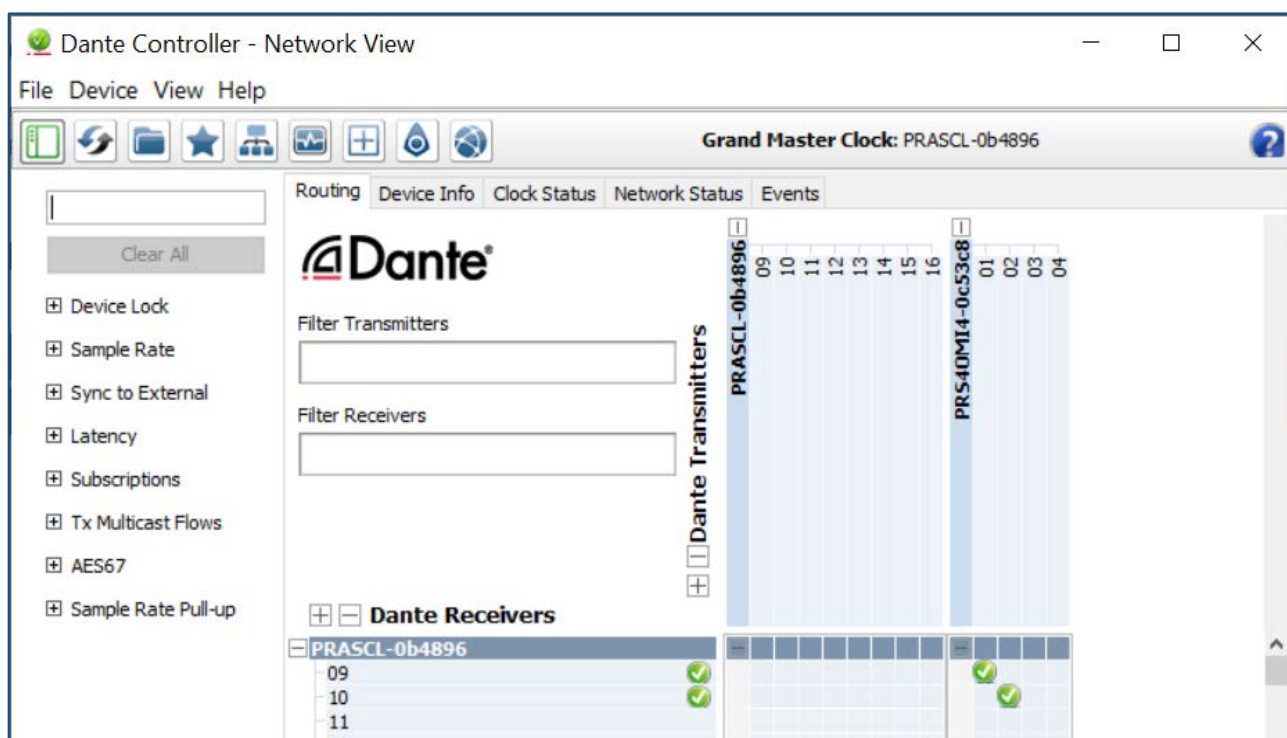 Dante Controller - Network View
File Device View Help
Grand Master Clock: PRASCL-0b4896
Routing Device Info Clock Status Network Status Events
Clear All
Device Lock
Sample Rate
Sync to External
Latency
Subscriptions
Tx Multicast Flows
AES67
Sample Rate Pull-up
Dante®
Filter Transmitters
Filter Receivers
Dante Transmitters
PRASCL-0b4896
09 10 11 12 13 14 15 16
PRS4OMI4-0c53c8
01 02 03 04
Dante Receivers
PRASCL-0b4896
09
10
11